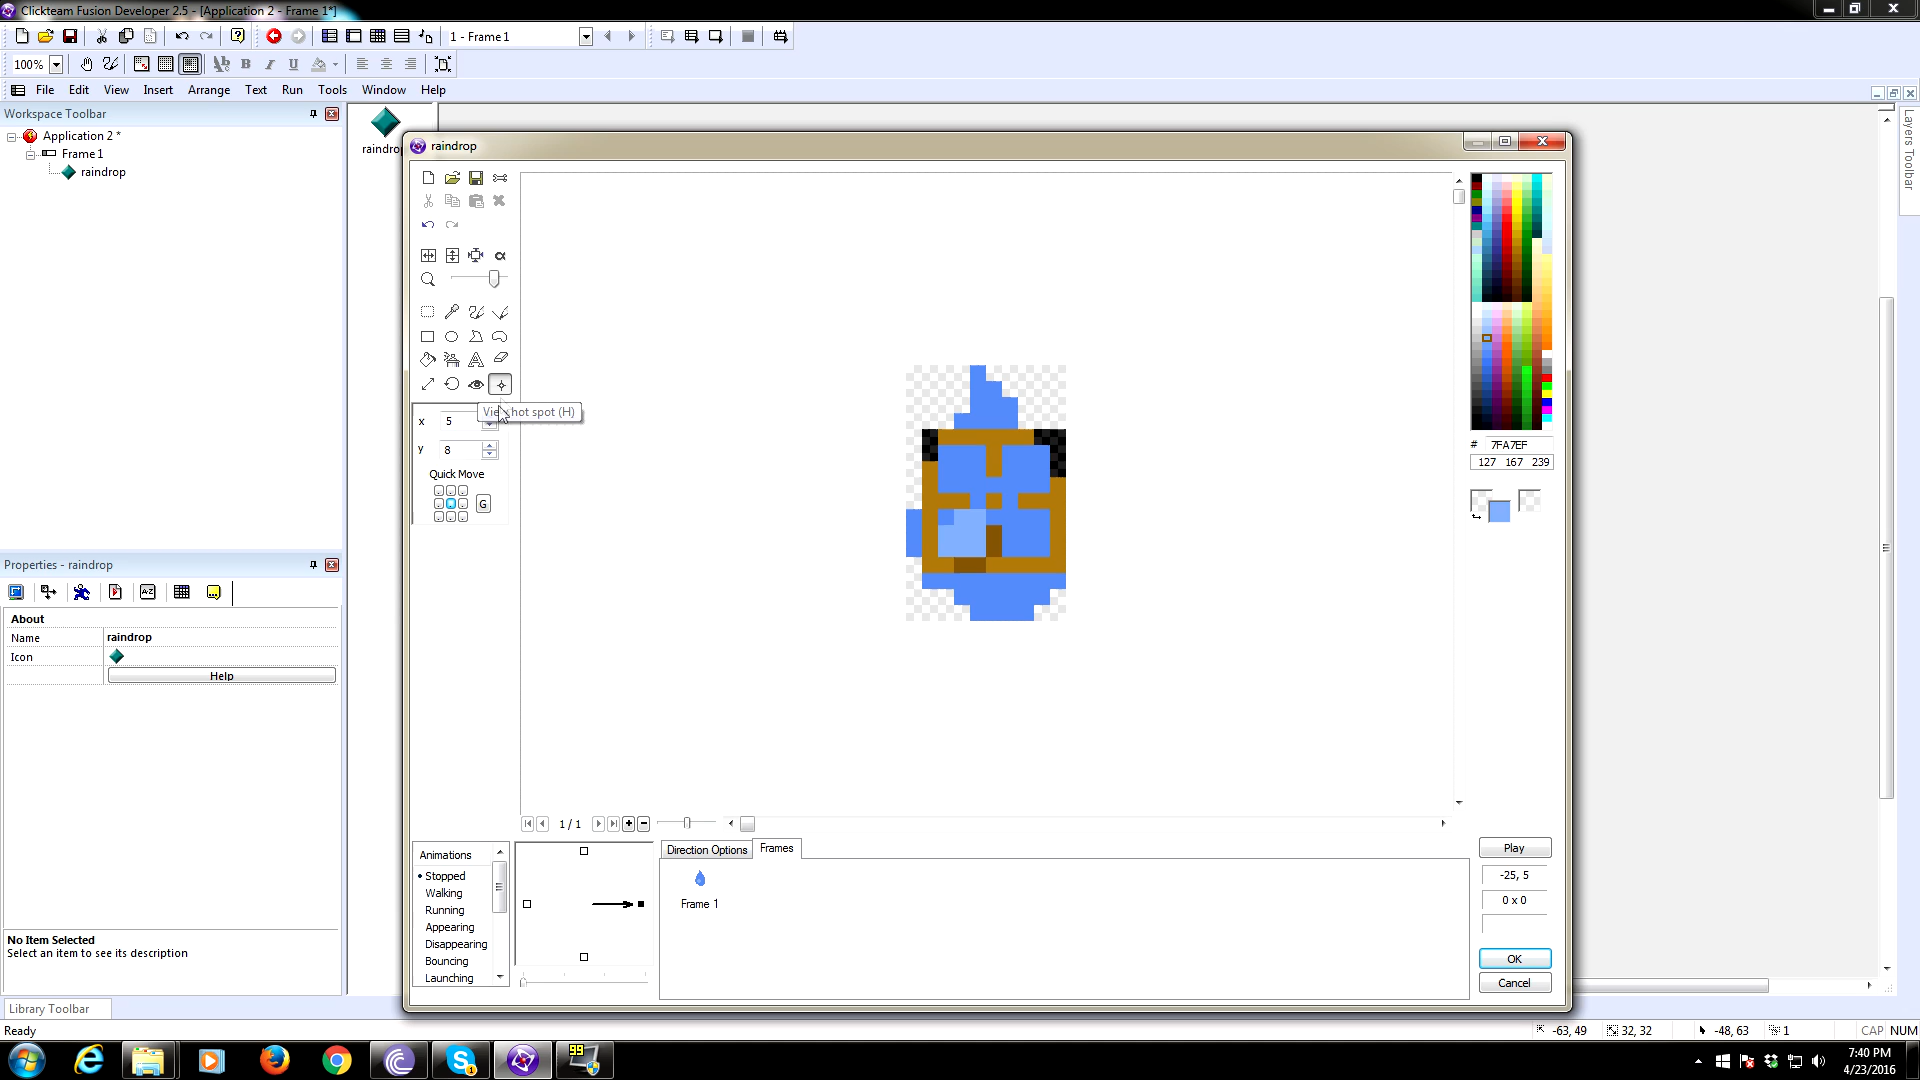 Clickteam Fusion Developer 2.5 - [Application 2 - Frame 1*]
1 - Frame 1
100%
File Edit View Insert Arrange Text Run Tools Window Help
Workspace Toolbar
Application 2 *
Frame 1
raindrop
raindrop
Layers Toolbar
raindrop
View hot spot (H)
x 5
y 8
Quick Move
G
# 7FA7EF
127 167 239
Properties - raindrop
About
Name raindrop
Icon
Help
No Item Selected
Select an item to see its description
Library Toolbar
1 / 1
Animations
Stopped
Walking
Running
Appearing
Disappearing
Bouncing
Launching
Direction Options Frames
Frame 1
Play
-25, 5
0 x 0
OK
Cancel
Ready
-63, 49 32, 32 -48, 63 1 CAP NUM
99
7:40 PM
4/23/2016